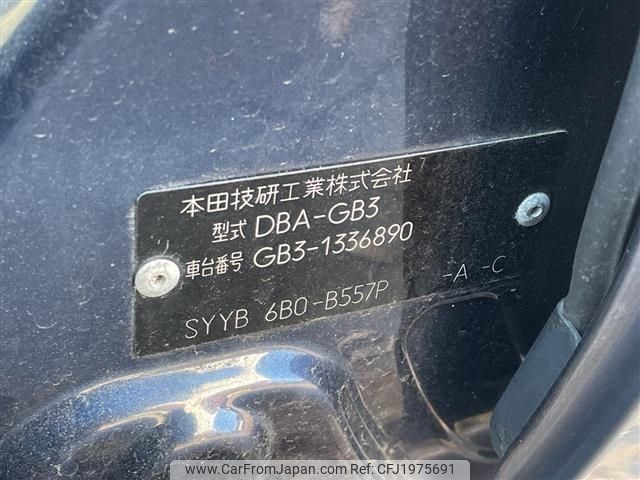 本田技研工業株式会社
型式 DBA-GB3
車台番号 GB3-1336890
SYYB 6B0-B557P -A -C
www.CarFromJapan.com | Ref No: CFJ1975691